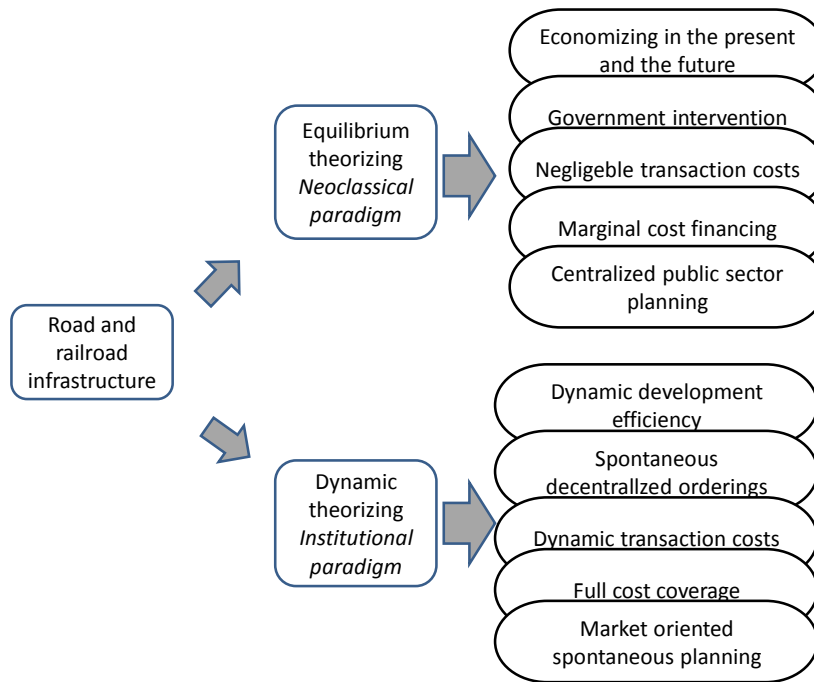 Economizing in the present
and the future
Government intervention
Negligeble transaction costs
Marginal cost financing
Centralized public sector
planning
Equilibrium
theorizing
Neoclassical
paradigm
Road and
railroad
infrastructure
Dynamic
theorizing
Institutional
paradigm
Dynamic development
efficiency
Spontaneous
decentrallzed orderings
Dynamic transaction costs
Full cost coverage
Market oriented
spontaneous planning